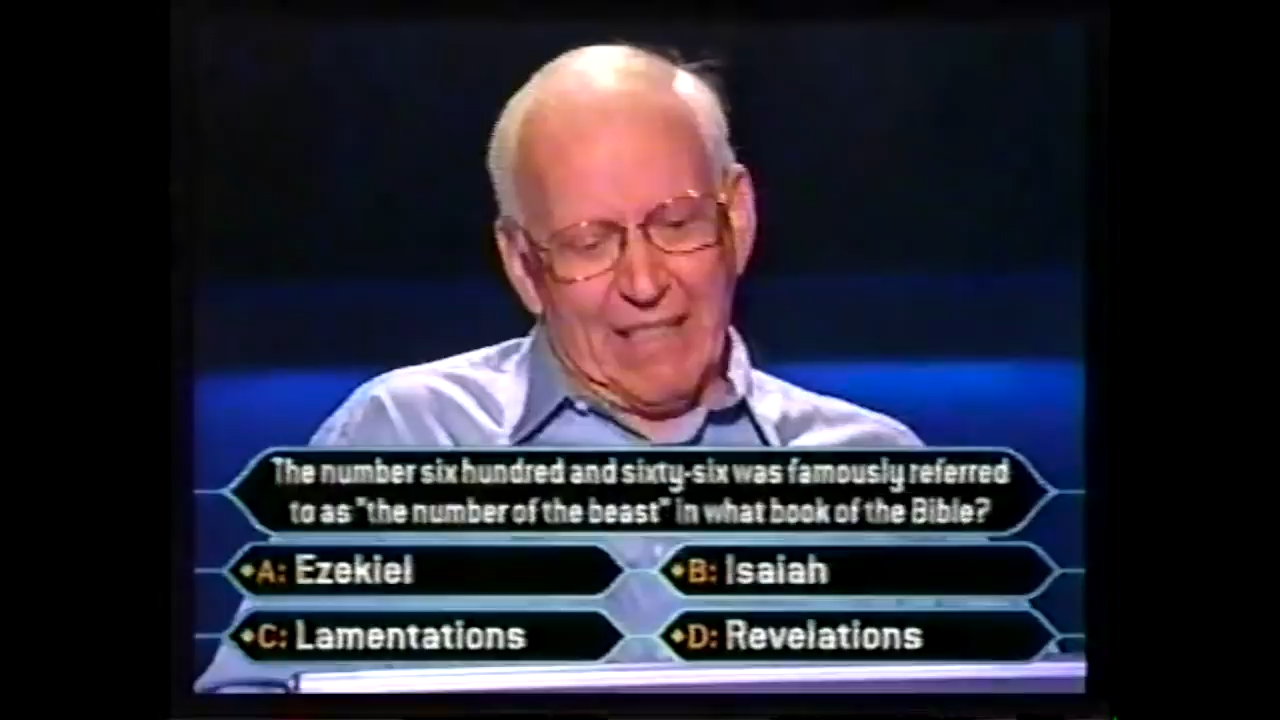 The number six hundred and sixty-six was famously referred
to as "the number of the beast" in what book of the Bible?
A: Ezekiel
B: Isaiah
C: Lamentations
D: Revelations